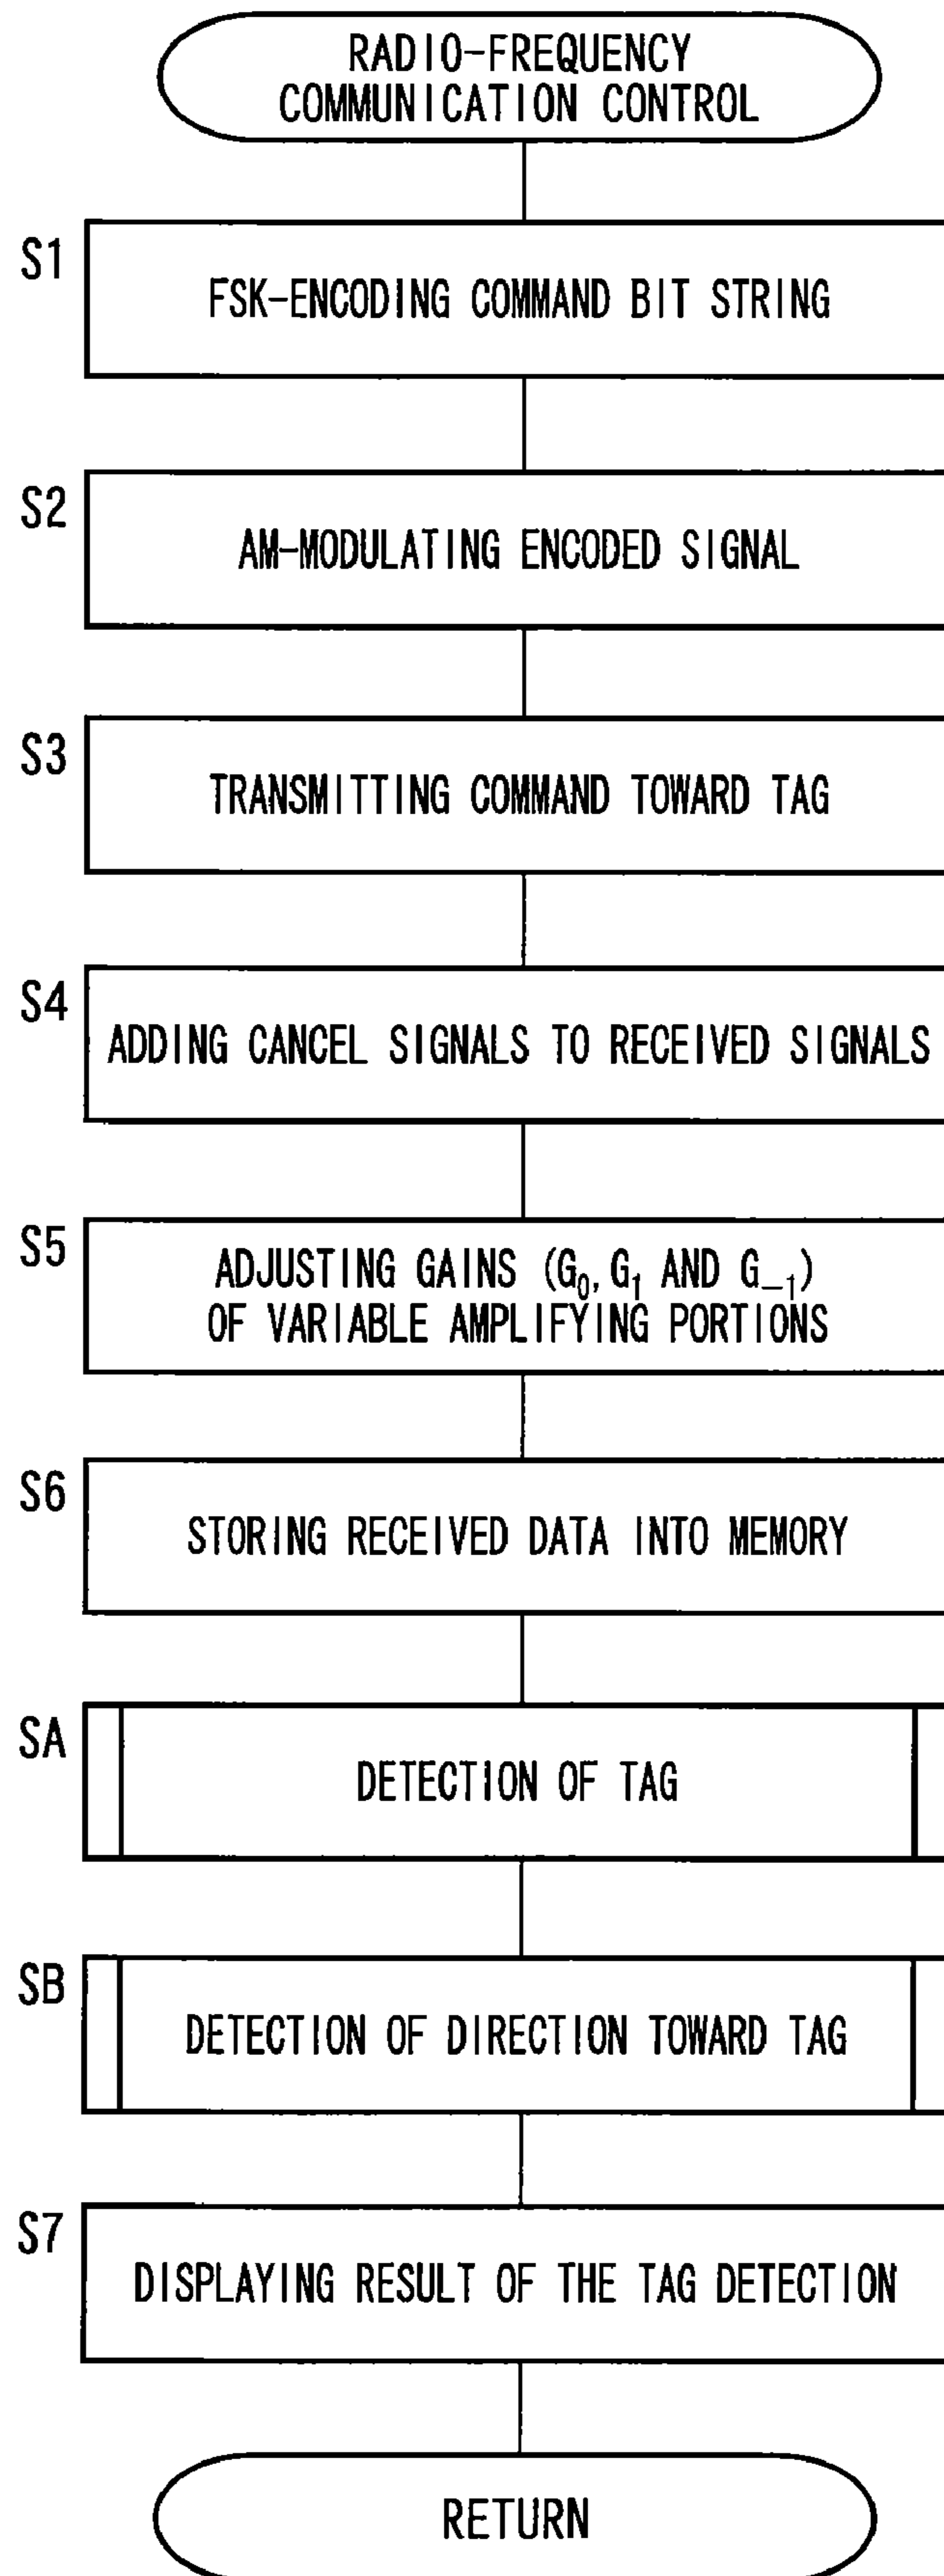 RADIO-FREQUENCY
COMMUNICATION CONTROL
S1
FSK-ENCODING COMMAND BIT STRING
S2
AM-MODULATING ENCODED SIGNAL
S3
TRANSMITTING COMMAND TOWARD TAG
S4
ADDING CANCEL SIGNALS TO RECEIVED SIGNALS
S5
ADJUSTING GAINS (G₀, G₁ AND G₋₁)
OF VARIABLE AMPLIFYING PORTIONS
S6
STORING RECEIVED DATA INTO MEMORY
SA
DETECTION OF TAG
SB
DETECTION OF DIRECTION TOWARD TAG
S7
DISPLAYING RESULT OF THE TAG DETECTION
RETURN